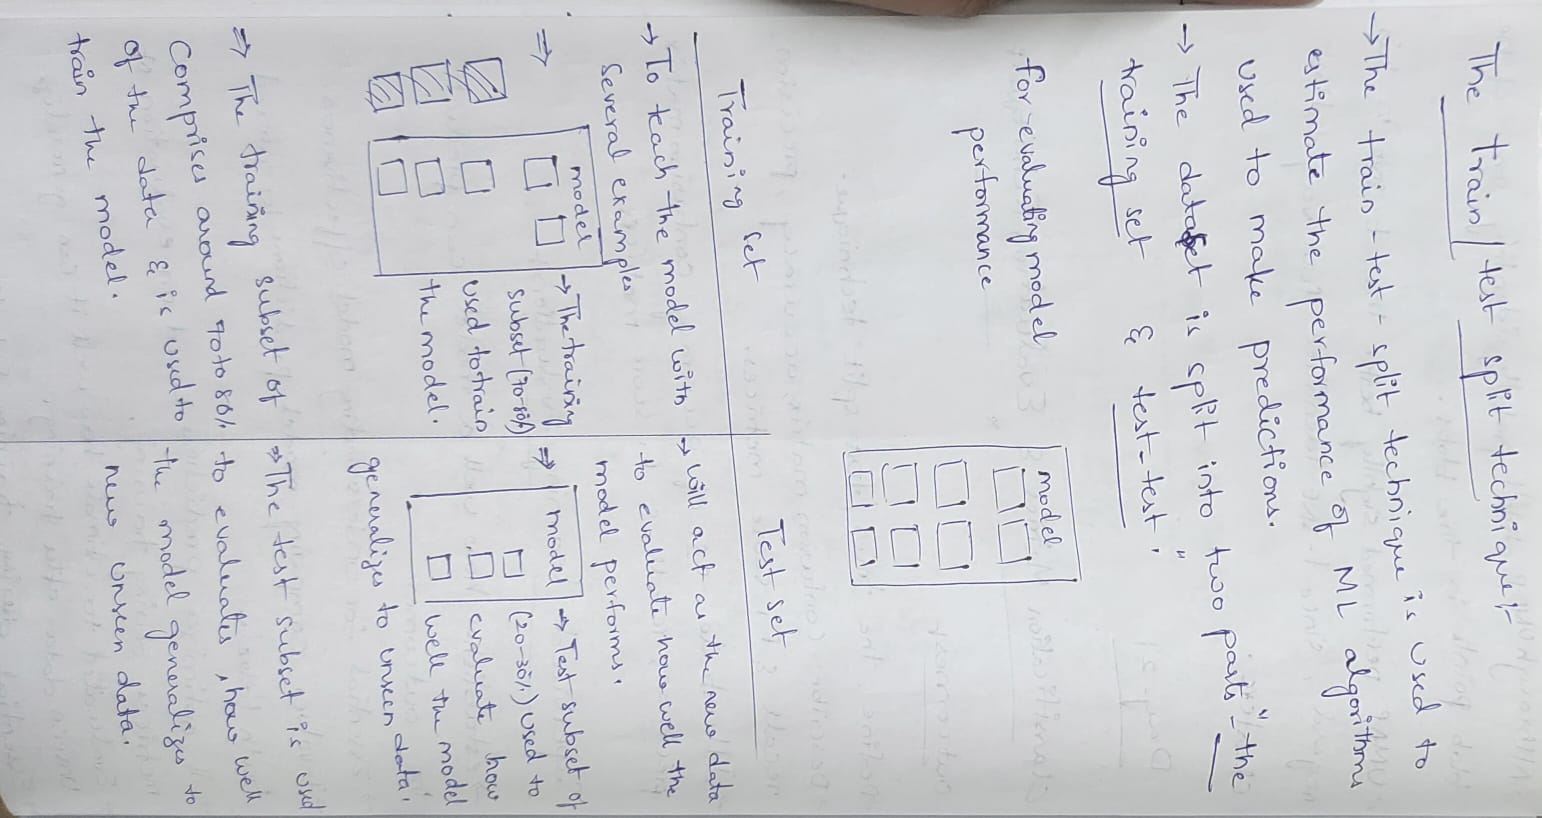 The train/test split technique:-
→ The train-test-split technique is used to
estimate the performance of ML algorithms
used to make predictions.
→ The dataset is split into two parts "- the
training set & test-test".
for evaluating model
performance
model
Training set
→ To teach the model with
Several examples
⇒
model
→ The training
subset (70-80%)
used to train
the model.
⇒ The training subset of
comprises around 70 to 80%
of the data & is used to
train the model.
Test set
→ will act as the new data
to evaluate how well the
model performs.
⇒
model
→ Test subset of
(20-30%) used to
evaluate how
well the model
generalizes to unseen data.
⇒ The test subset is used
to evaluates, how well
the model generalizes to
new unseen data.